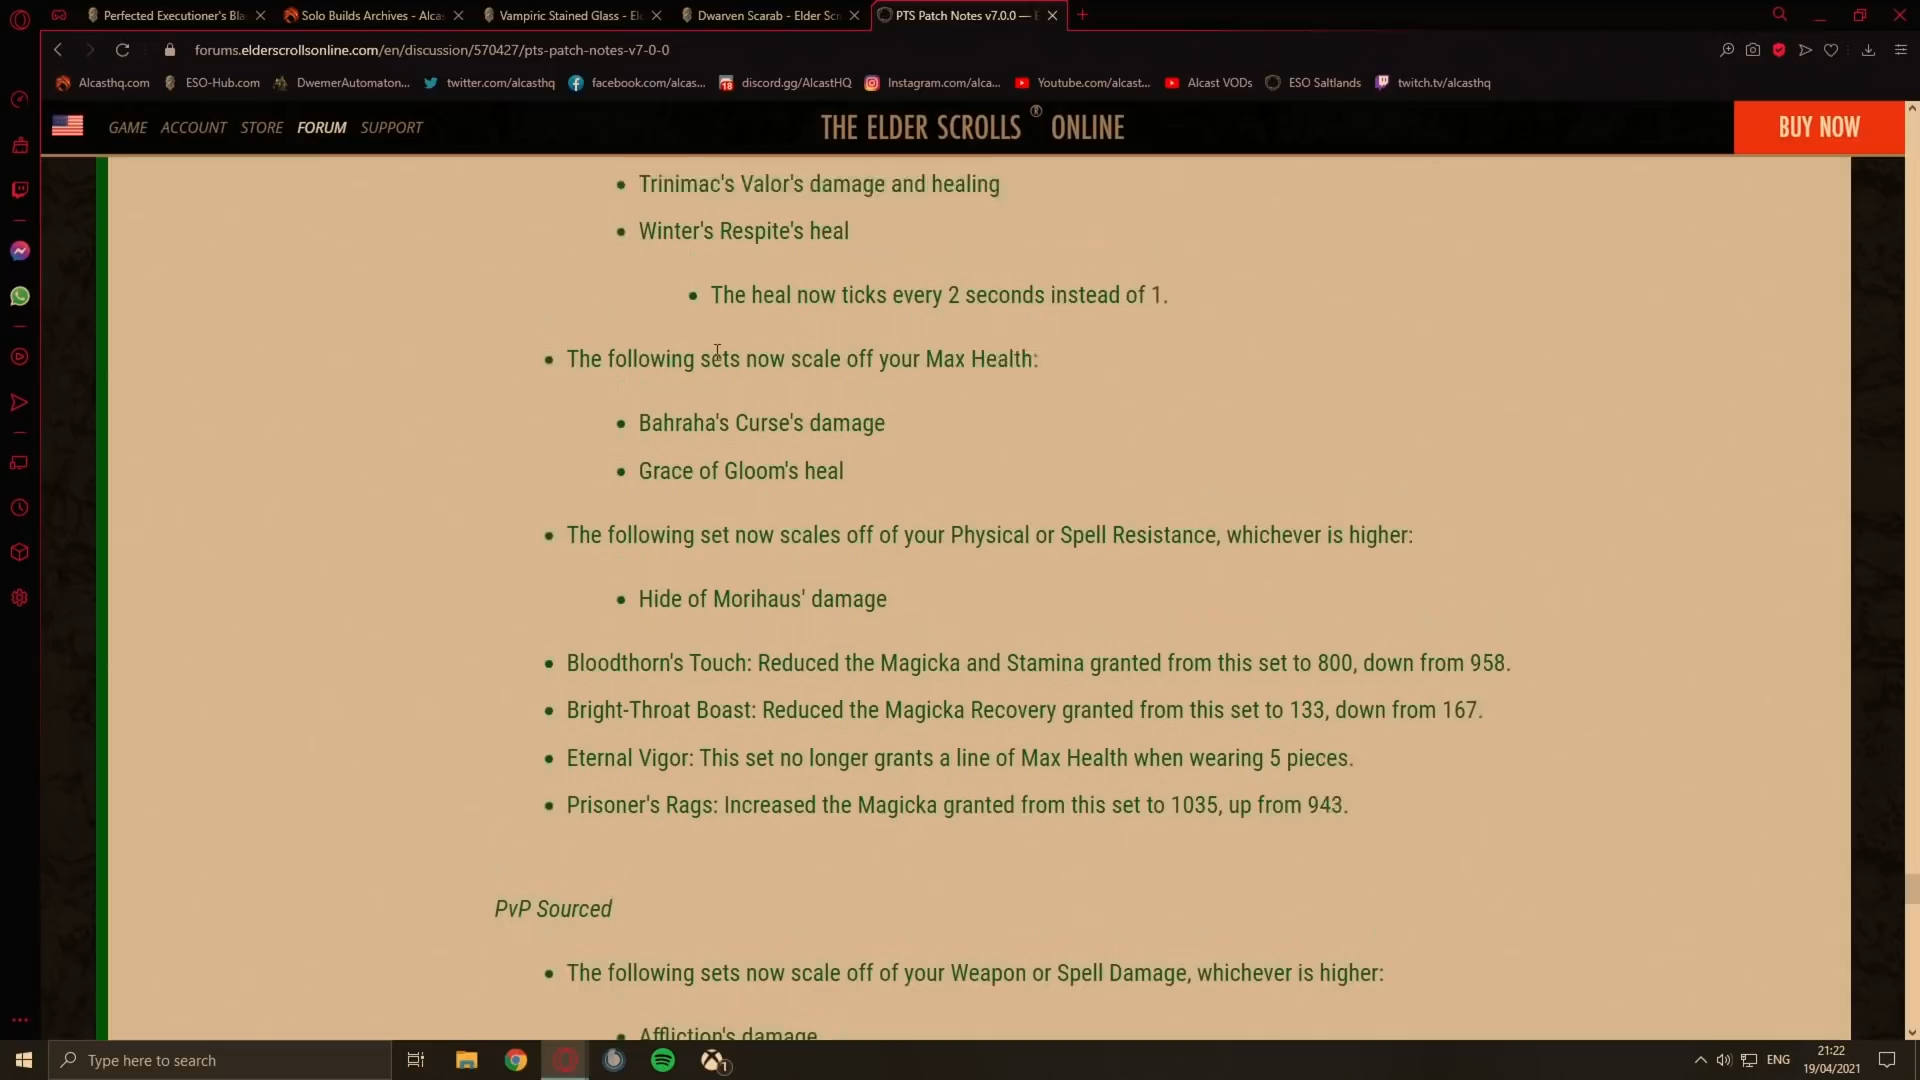 Perfected Executioner's Bla
Solo Builds Archives - Alcas
Vampiric Stained Glass - El
Dwarven Scarab - Elder Scr
PTS Patch Notes v7.0.0 — E
forums.elderscrollsonline.com/en/discussion/570427/pts-patch-notes-v7-0-0
Alcasthq.com
ESO-Hub.com
DwemerAutomaton...
twitter.com/alcasthq
facebook.com/alcas...
18
discord.gg/AlcastHQ
Instagram.com/alca...
Youtube.com/alcast...
Alcast VODs
ESO Saltlands
twitch.tv/alcasthq
GAME ACCOUNT STORE FORUM SUPPORT
THE ELDER SCROLLS ® ONLINE
BUY NOW
Trinimac's Valor's damage and healing
Winter's Respite's heal
The heal now ticks every 2 seconds instead of 1.
The following sets now scale off your Max Health:
Bahraha's Curse's damage
Grace of Gloom's heal
The following set now scales off of your Physical or Spell Resistance, whichever is higher:
Hide of Morihaus' damage
Bloodthorn's Touch: Reduced the Magicka and Stamina granted from this set to 800, down from 958.
Bright-Throat Boast: Reduced the Magicka Recovery granted from this set to 133, down from 167.
Eternal Vigor: This set no longer grants a line of Max Health when wearing 5 pieces.
Prisoner's Rags: Increased the Magicka granted from this set to 1035, up from 943.
PvP Sourced
The following sets now scale off of your Weapon or Spell Damage, whichever is higher:
Affliction's damage
Type here to search
1
ENG
21:22
19/04/2021